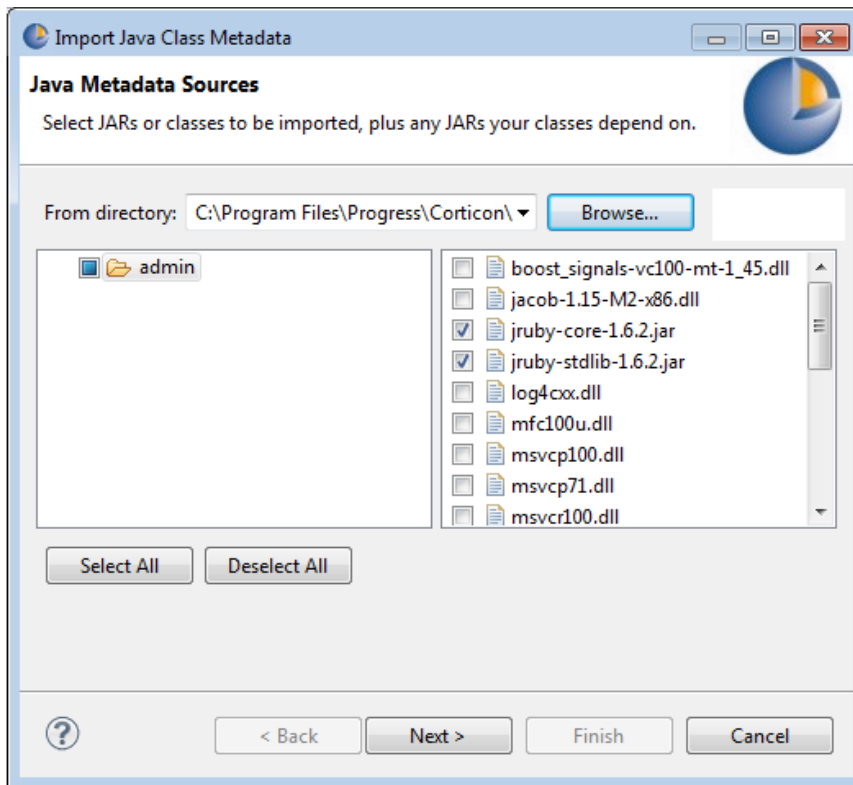 Import Java Class Metadata
Java Metadata Sources
Select JARs or classes to be imported, plus any JARs your classes depend on.
From directory: C:\Program Files\Progress\Corticon\ Browse...
admin
boost_signals-vc100-mt-1_45.dll
jacob-1.15-M2-x86.dll
jruby-core-1.6.2.jar
jruby-stdlib-1.6.2.jar
log4cxx.dll
mfc100u.dll
msvcp100.dll
msvcp71.dll
msvcr100.dll
Select All Deselect All
? < Back Next > Finish Cancel